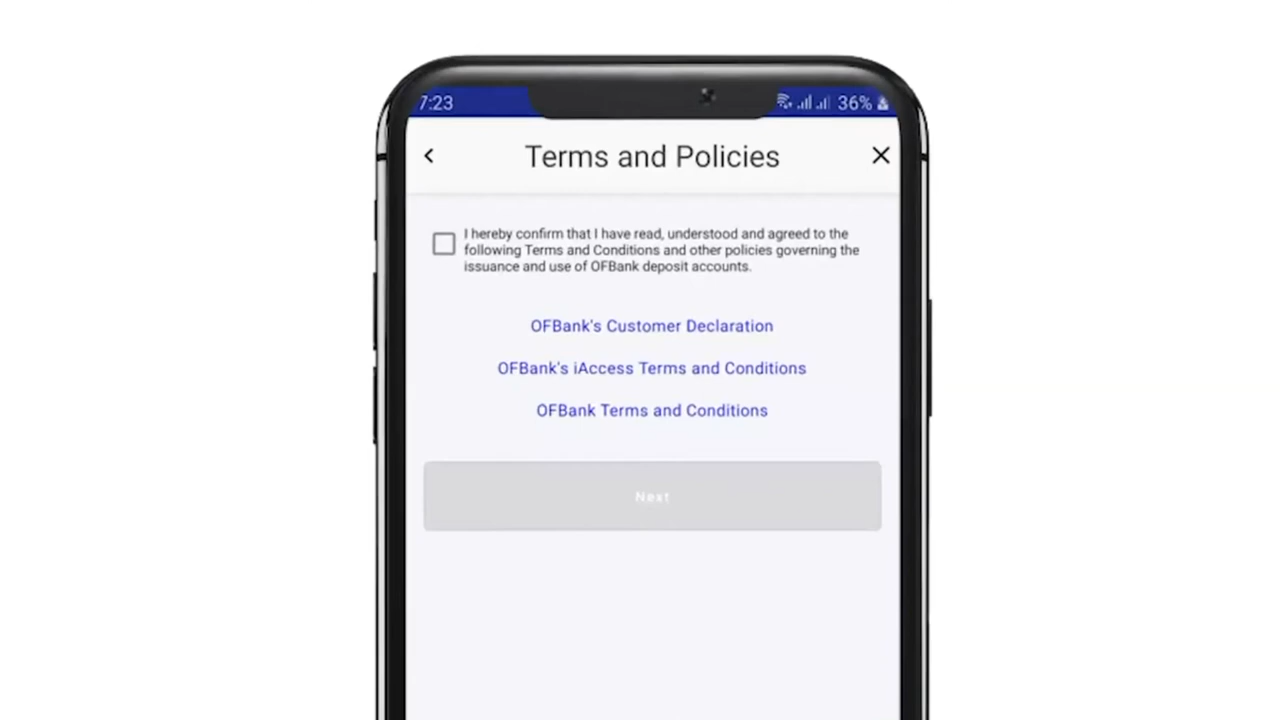 7:23
36%
Terms and Policies
I hereby confirm that I have read, understood and agreed to the
following Terms and Conditions and other policies governing the
issuance and use of OFBank deposit accounts.
OFBank's Customer Declaration
OFBank's iAccess Terms and Conditions
OFBank Terms and Conditions
Next